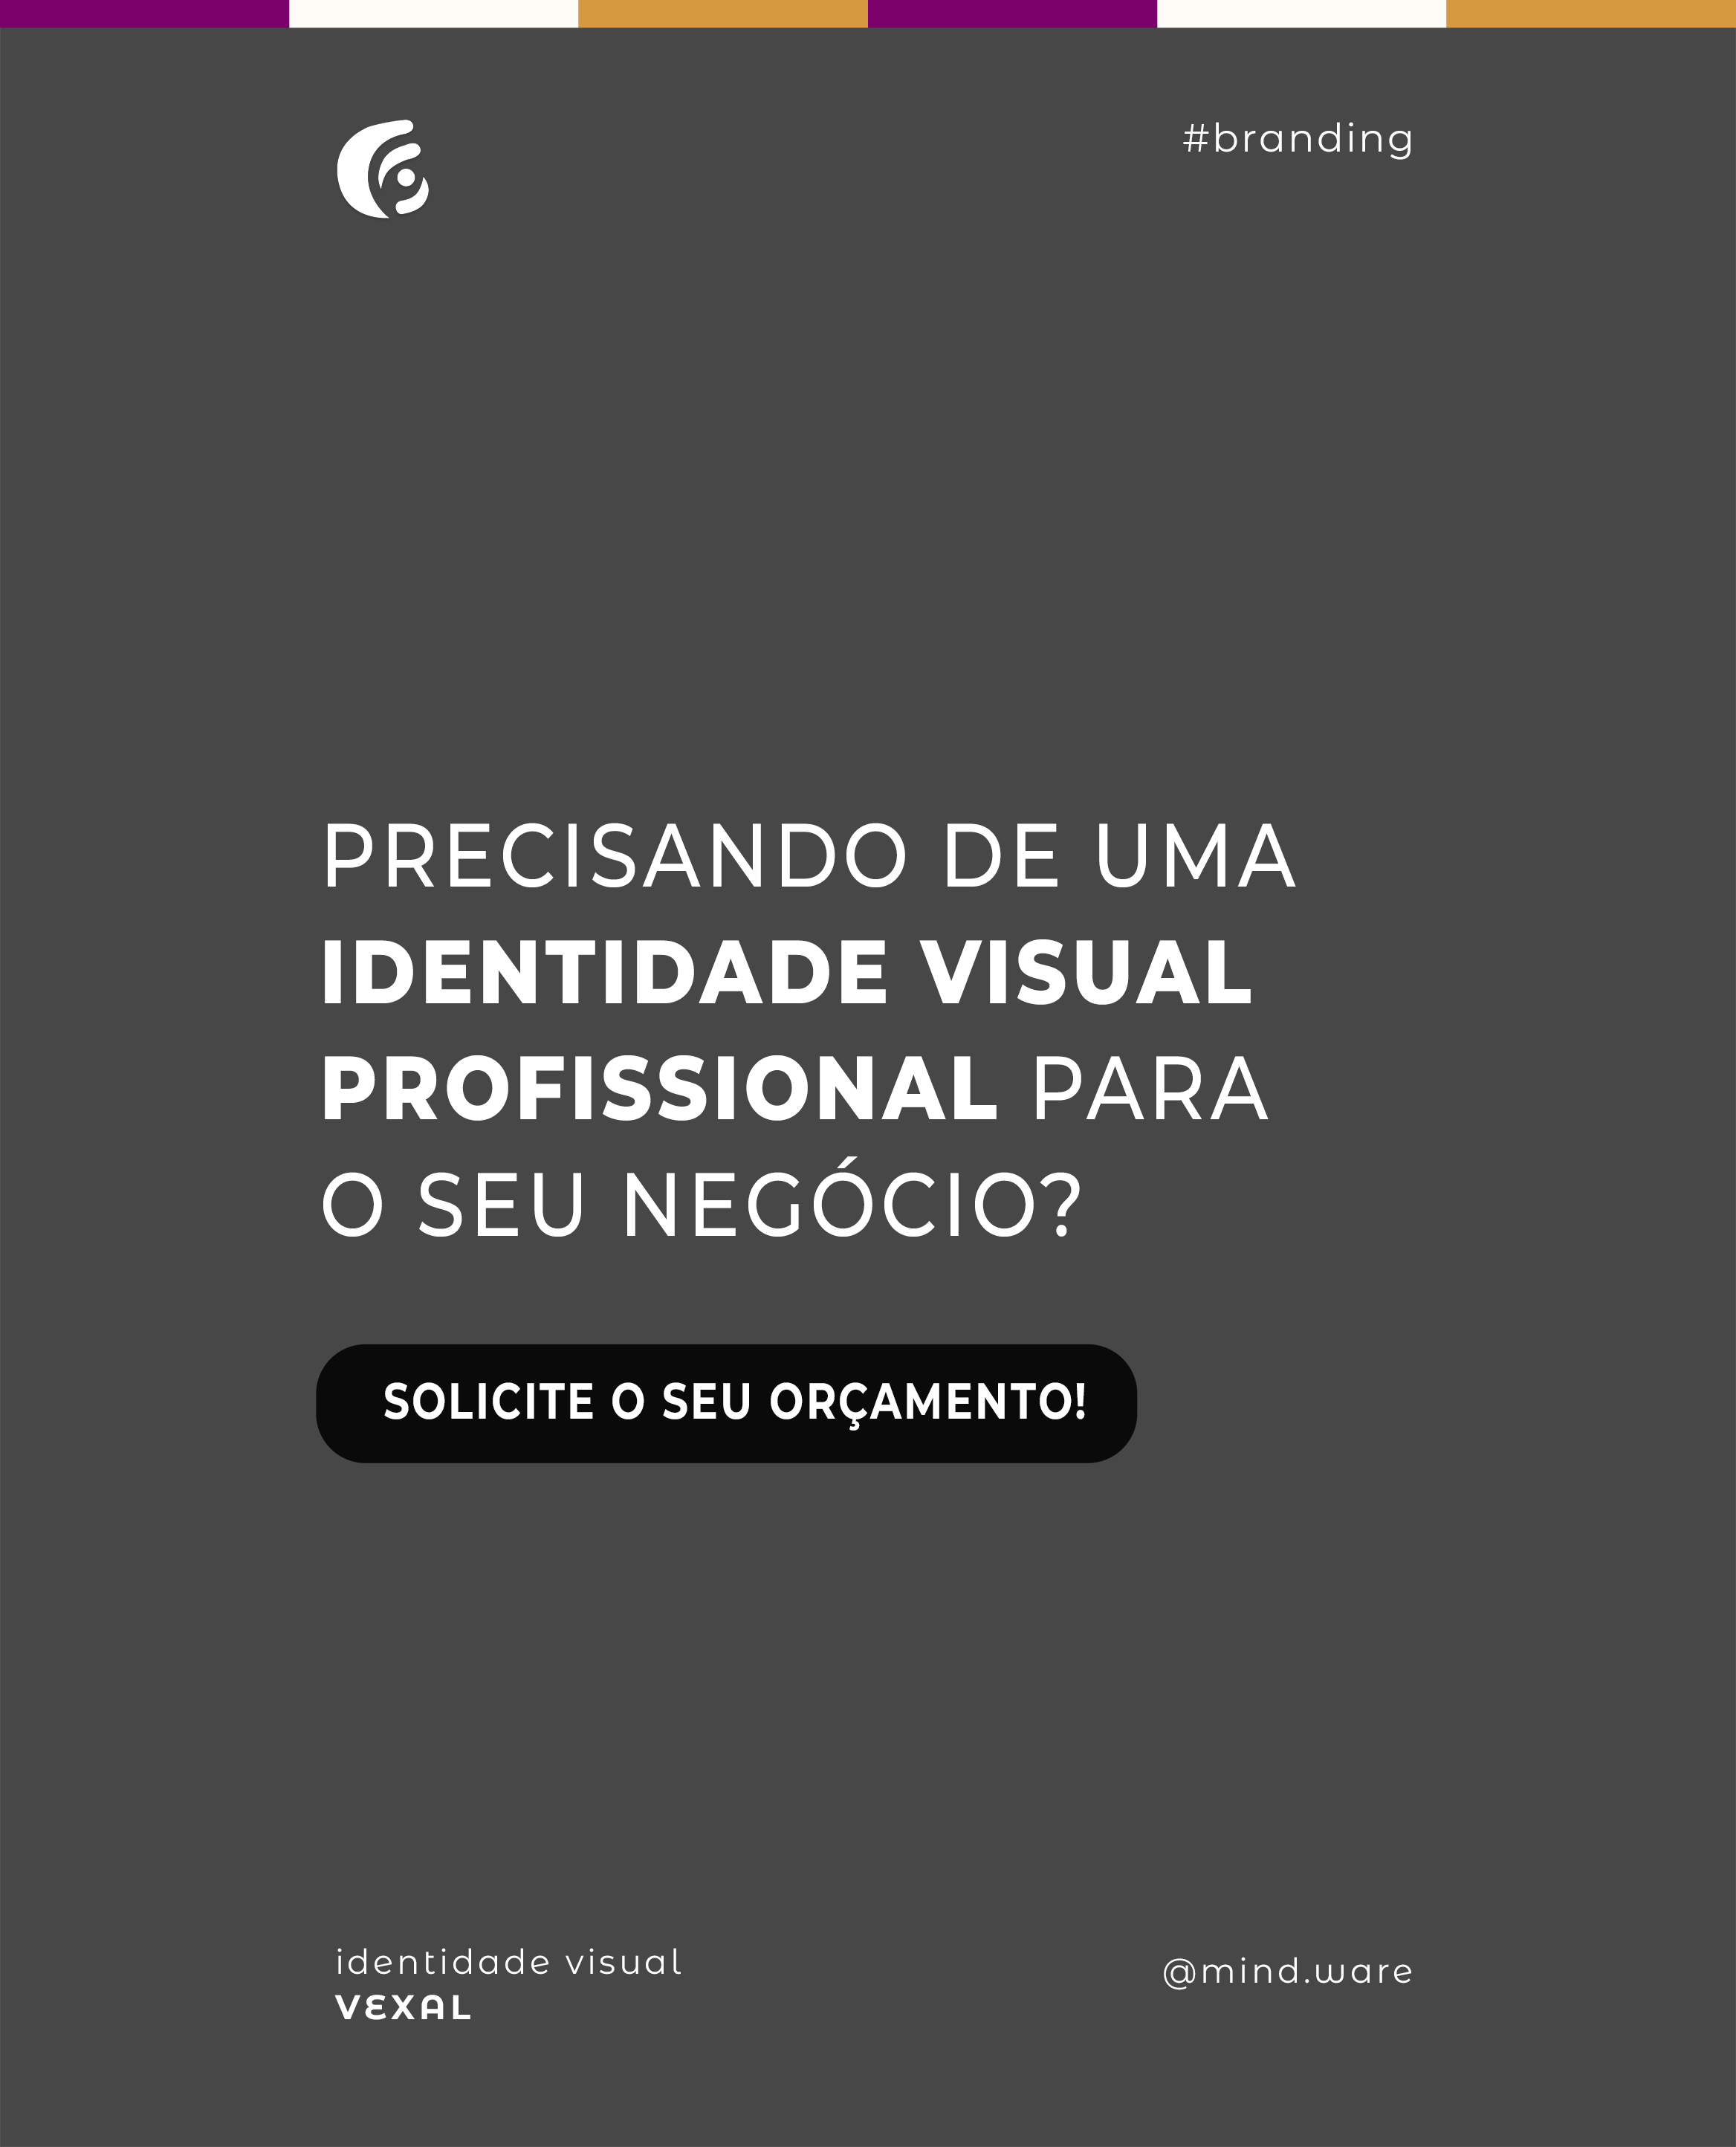 #branding
PRECISANDO DE UMA
IDENTIDADE VISUAL
PROFISSIONAL PARA
O SEU NEGÓCIO?
SOLICITE O SEU ORÇAMENTO!
identidade visual
VEXAL
@mind.ware